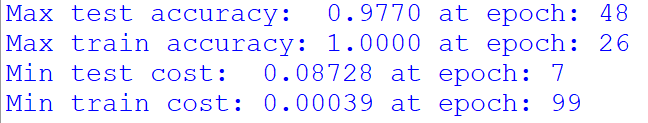 Max test accuracy:  0.9770 at epoch: 48
Max train accuracy: 1.0000 at epoch: 26
Min test cost:  0.08728 at epoch: 7
Min train cost: 0.00039 at epoch: 99